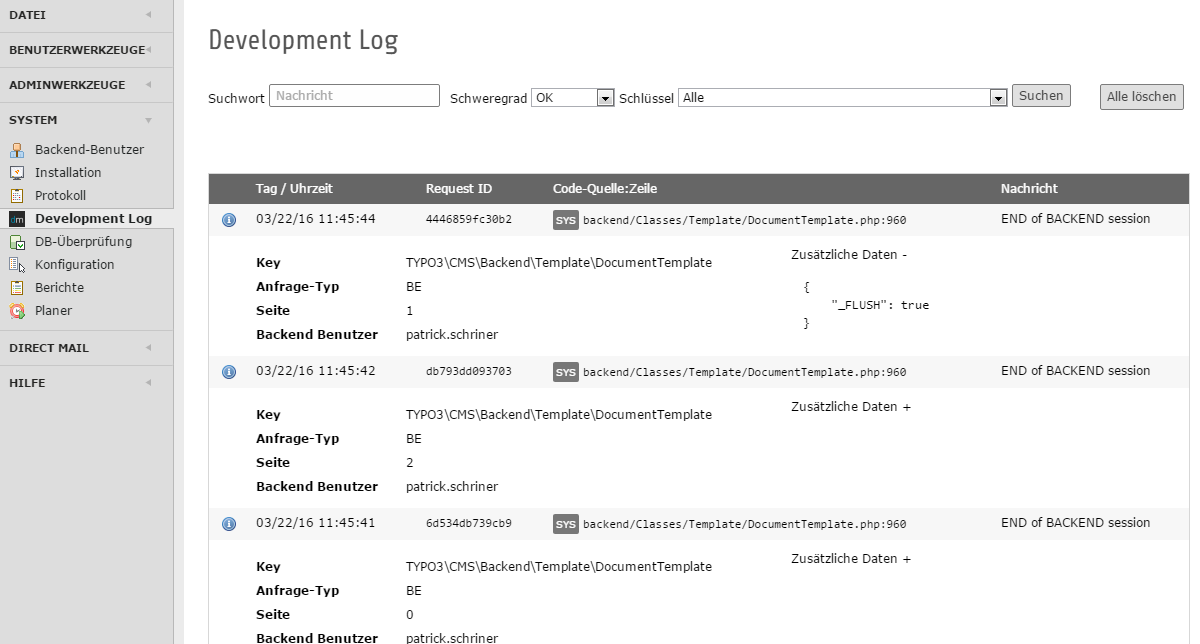 DATEI
BENUTZERWERKZEUGE
ADMINWERKZEUGE
SYSTEM
Backend-Benutzer
Installation
Protokoll
dm Development Log
DB-Überprüfung
Konfiguration
Berichte
Planer
DIRECT MAIL
HILFE
Development Log
Suchwort Nachricht Schweregrad OK Schlüssel Alle Suchen Alle löschen
Tag / Uhrzeit Request ID Code-Quelle:Zeile Nachricht
03/22/16 11:45:44 4446859fc30b2 SYS backend/Classes/Template/DocumentTemplate.php:960 END of BACKEND session
Key TYPO3\CMS\Backend\Template\DocumentTemplate
Anfrage-Typ BE
Seite 1
Backend Benutzer patrick.schriner
Zusätzliche Daten -
{
"_FLUSH": true
}
03/22/16 11:45:42 db793dd093703 SYS backend/Classes/Template/DocumentTemplate.php:960 END of BACKEND session
Key TYPO3\CMS\Backend\Template\DocumentTemplate
Anfrage-Typ BE
Seite 2
Backend Benutzer patrick.schriner
Zusätzliche Daten +
03/22/16 11:45:41 6d534db739cb9 SYS backend/Classes/Template/DocumentTemplate.php:960 END of BACKEND session
Key TYPO3\CMS\Backend\Template\DocumentTemplate
Anfrage-Typ BE
Seite 0
Backend Benutzer patrick.schriner
Zusätzliche Daten +